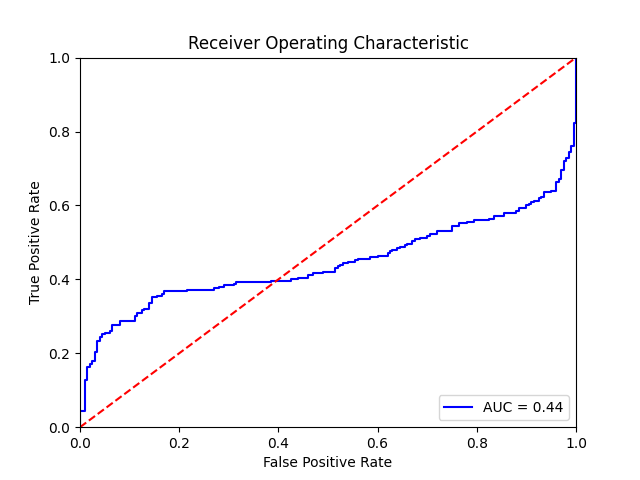 Receiver Operating Characteristic
1.0
0.8
0.6
0.4
0.2
0.0
True Positive Rate
AUC = 0.44
0.0 0.2 0.4 0.6 0.8 1.0
False Positive Rate